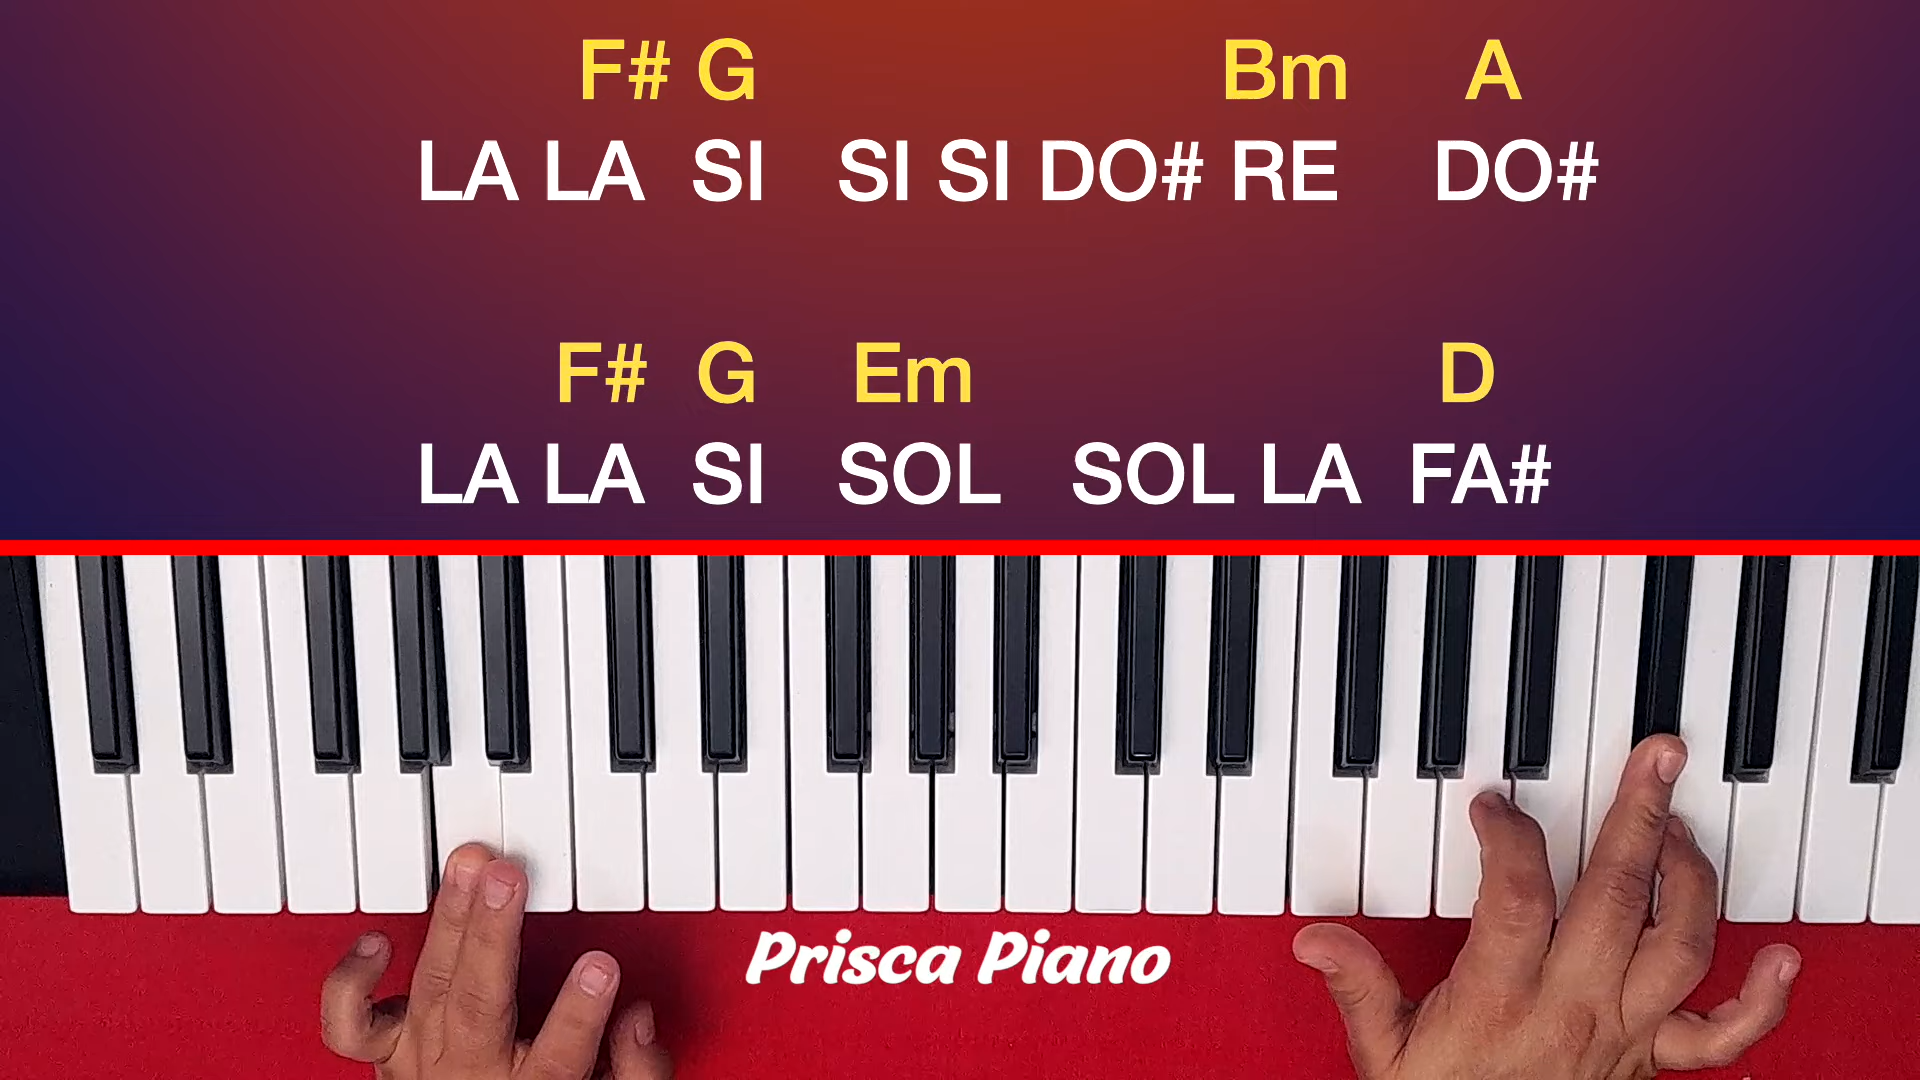 F# G Bm A
LA LA SI SI SI DO# RE DO#
F# G Em D
LA LA SI SOL SOL LA FA#
Prisca Piano